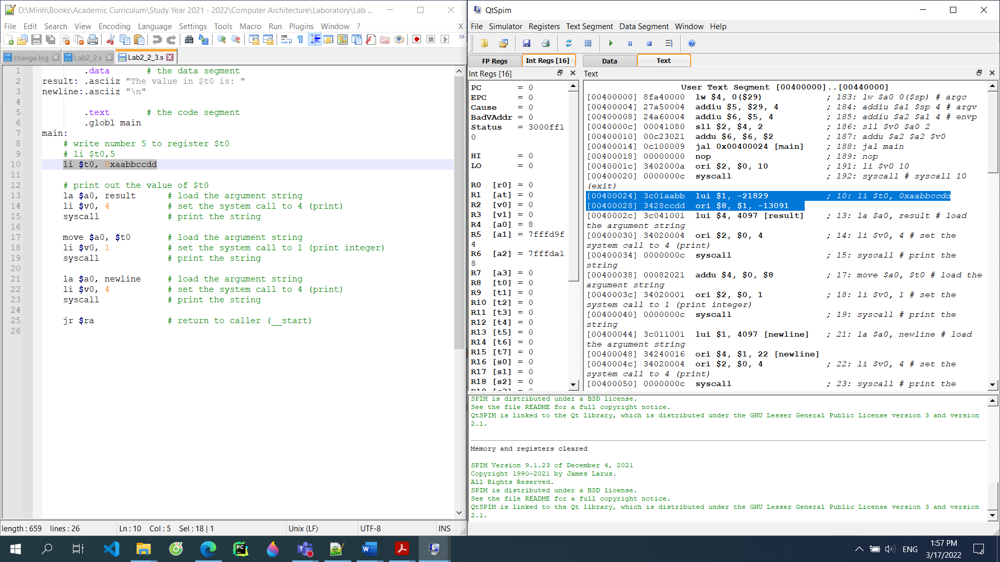 D:\Minh\Books\Academic Curriculum\Study Year 2021 - 2022\Computer Architecture\Laboratory\Lab ...
File Edit Search View Encoding Language Settings Tools Macro Run Plugins Window ? X
change.log Lab2_2.s Lab2_2_3.s
1 .data # the data segment
2 result: .asciiz "The value in $t0 is: "
3 newline:.asciiz "\n"
4
5 .text # the code segment
6 .globl main
7 main:
8 # write number 5 to register $t0
9 # li $t0,5
10 li $t0, 0xaabbccdd
11
12 # print out the value of $t0
13 la $a0, result # load the argument string
14 li $v0, 4 # set the system call to 4 (print)
15 syscall # print the string
16
17 move $a0, $t0 # load the argument string
18 li $v0, 1 # set the system call to 1 (print integer)
19 syscall # print the string
20
21 la $a0, newline # load the argument string
22 li $v0, 4 # set the system call to 4 (print)
23 syscall # print the string
24
25 jr $ra # return to caller (__start)
26
length : 659 lines : 26 Ln : 10 Col : 5 Sel : 18 | 1 Unix (LF) UTF-8 INS
QtSpim
File Simulator Registers Text Segment Data Segment Window Help
FP Regs Int Regs [16] Data Text
Int Regs [16]
PC = 0
EPC = 0
Cause = 0
BadVAddr = 0
Status = 3000ff1
0
HI = 0
LO = 0
R0 [r0] = 0
R1 [at] = 0
R2 [v0] = 0
R3 [v1] = 0
R4 [a0] = 8
R5 [a1] = 7fffd9f
4
R6 [a2] = 7fffda1
8
R7 [a3] = 0
R8 [t0] = 0
R9 [t1] = 0
R10 [t2] = 0
R11 [t3] = 0
R12 [t4] = 0
R13 [t5] = 0
R14 [t6] = 0
R15 [t7] = 0
R16 [s0] = 0
R17 [s1] = 0
R18 [s2] = 0
Text
User Text Segment [00400000]..[00440000]
[00400000] 8fa40000 lw $4, 0($29) ; 183: lw $a0 0($sp) # argc
[00400004] 27a50004 addiu $5, $29, 4 ; 184: addiu $a1 $sp 4 # argv
[00400008] 24a60004 addiu $6, $5, 4 ; 185: addiu $a2 $a1 4 # envp
[0040000c] 00041080 sll $2, $4, 2 ; 186: sll $v0 $a0 2
[00400010] 00c23021 addu $6, $6, $2 ; 187: addu $a2 $a2 $v0
[00400014] 0c100009 jal 0x00400024 [main] ; 188: jal main
[00400018] 00000000 nop ; 189: nop
[0040001c] 3402000a ori $2, $0, 10 ; 191: li $v0 10
[00400020] 0000000c syscall ; 192: syscall # syscall 10
(exit)
[00400024] 3c01aabb lui $1, -21829 ; 10: li $t0, 0xaabbccdd
[00400028] 3428ccdd ori $8, $1, -13091
[0040002c] 3c041001 lui $4, 4097 [result] ; 13: la $a0, result # load
the argument string
[00400030] 34020004 ori $2, $0, 4 ; 14: li $v0, 4 # set the
system call to 4 (print)
[00400034] 0000000c syscall ; 15: syscall # print the
string
[00400038] 00082021 addu $4, $0, $8 ; 17: move $a0, $t0 # load the
argument string
[0040003c] 34020001 ori $2, $0, 1 ; 18: li $v0, 1 # set the
system call to 1 (print integer)
[00400040] 0000000c syscall ; 19: syscall # print the
string
[00400044] 3c011001 lui $1, 4097 [newline] ; 21: la $a0, newline # load
the argument string
[00400048] 34240016 ori $4, $1, 22 [newline]
[0040004c] 34020004 ori $2, $0, 4 ; 22: li $v0, 4 # set the
system call to 4 (print)
[00400050] 0000000c syscall ; 23: syscall # print the
SPIM is distributed under a BSD license.
See the file README for a full copyright notice.
QtSPIM is linked to the Qt library, which is distributed under the GNU Lesser General Public License version 3 and version
2.1.
Memory and registers cleared
SPIM Version 9.1.23 of December 4, 2021
Copyright 1990-2021 by James Larus.
All Rights Reserved.
SPIM is distributed under a BSD license.
See the file README for a full copyright notice.
QtSPIM is linked to the Qt library, which is distributed under the GNU Lesser General Public License version 3 and version
2.1.
ENG
1:57 PM
3/17/2022